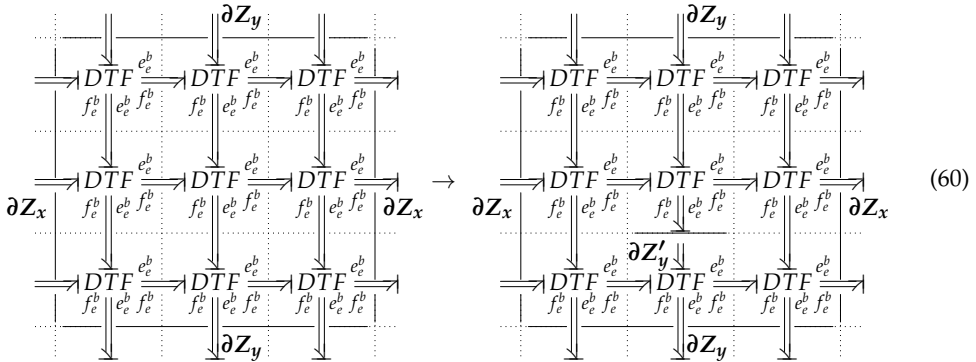 ∂Z_y ∂Z_y
e_e^b e_e^b e_e^b e_e^b e_e^b e_e^b
DTF DTF DTF DTF DTF DTF
f_e^b e_e^b f_e^b f_e^b e_e^b f_e^b f_e^b e_e^b f_e^b f_e^b e_e^b f_e^b f_e^b e_e^b f_e^b f_e^b e_e^b f_e^b
e_e^b e_e^b e_e^b e_e^b e_e^b e_e^b
DTF DTF DTF → DTF DTF DTF (60)
∂Z_x f_e^b e_e^b f_e^b f_e^b e_e^b f_e^b f_e^b e_e^b f_e^b ∂Z_x ∂Z_x f_e^b e_e^b f_e^b f_e^b e_e^b f_e^b f_e^b e_e^b f_e^b ∂Z_x
∂Z'_y
e_e^b e_e^b e_e^b e_e^b e_e^b e_e^b
DTF DTF DTF DTF DTF DTF
f_e^b e_e^b f_e^b f_e^b e_e^b f_e^b f_e^b e_e^b f_e^b f_e^b e_e^b f_e^b f_e^b e_e^b f_e^b f_e^b e_e^b f_e^b
∂Z_y ∂Z_y